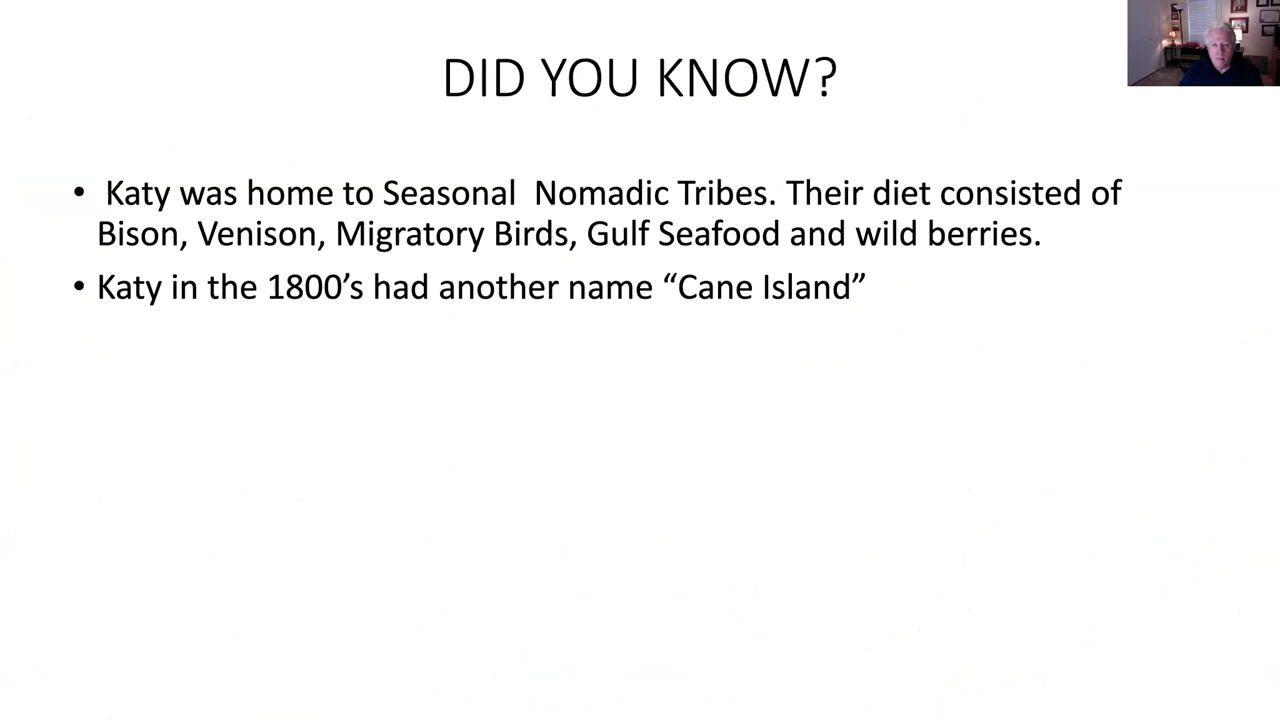 DID YOU KNOW?
• Katy was home to Seasonal  Nomadic Tribes. Their diet consisted of
Bison, Venison, Migratory Birds, Gulf Seafood and wild berries.
• Katy in the 1800’s had another name “Cane Island”